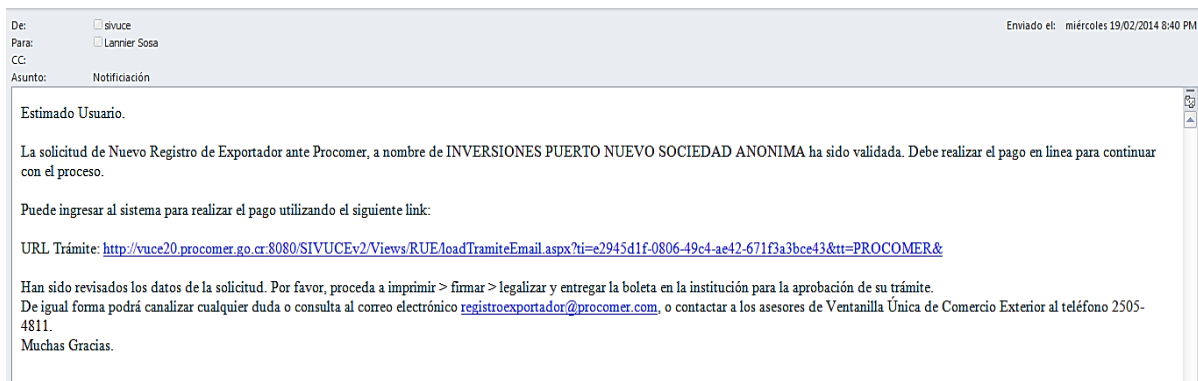 De: sivuce Enviado el: miércoles 19/02/2014 8:40 PM
Para: Lannier Sosa
CC:
Asunto: Notificiación
Estimado Usuario.
La solicitud de Nuevo Registro de Exportador ante Procomer, a nombre de INVERSIONES PUERTO NUEVO SOCIEDAD ANONIMA ha sido validada. Debe realizar el pago en linea para continuar
con el proceso.
Puede ingresar al sistema para realizar el pago utilizando el siguiente link:
URL Trámite: http://vuce20.procomer.go.cr:8080/SIVUCEv2/Views/RUE/loadTramiteEmail.aspx?ti=e2945d1f-0806-49c4-ae42-671f3a3bce43&tt=PROCOMER&
Han sido revisados los datos de la solicitud. Por favor, proceda a imprimir > firmar > legalizar y entregar la boleta en la institución para la aprobación de su trámite.
De igual forma podrá canalizar cualquier duda o consulta al correo electrónico registroexportador@procomer.com, o contactar a los asesores de Ventanilla Única de Comercio Exterior al teléfono 2505-
4811.
Muchas Gracias.